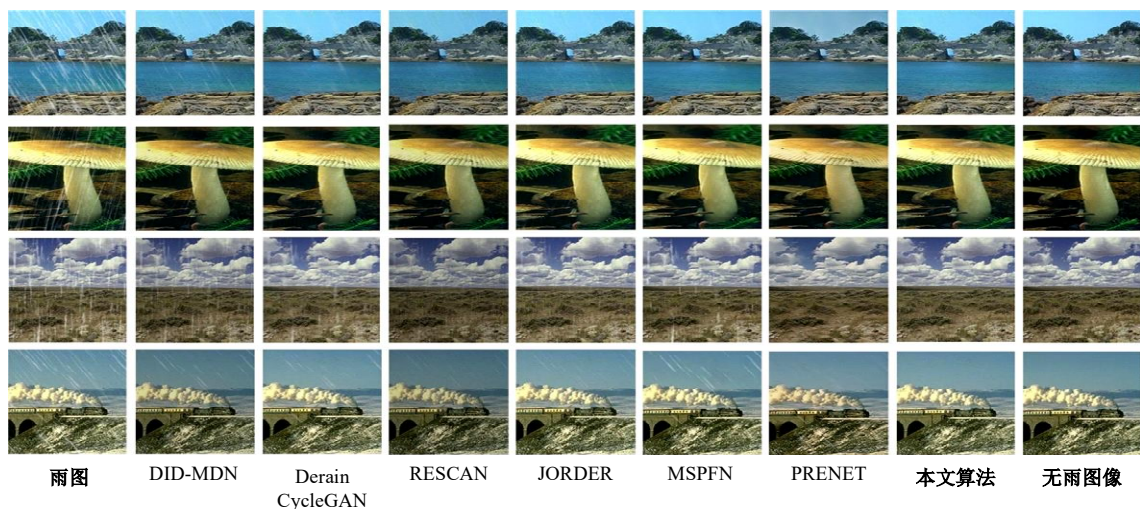 雨图
DID-MDN
Derain
CycleGAN
RESCAN
JORDER
MSPFN
PRENET
本文算法
无雨图像